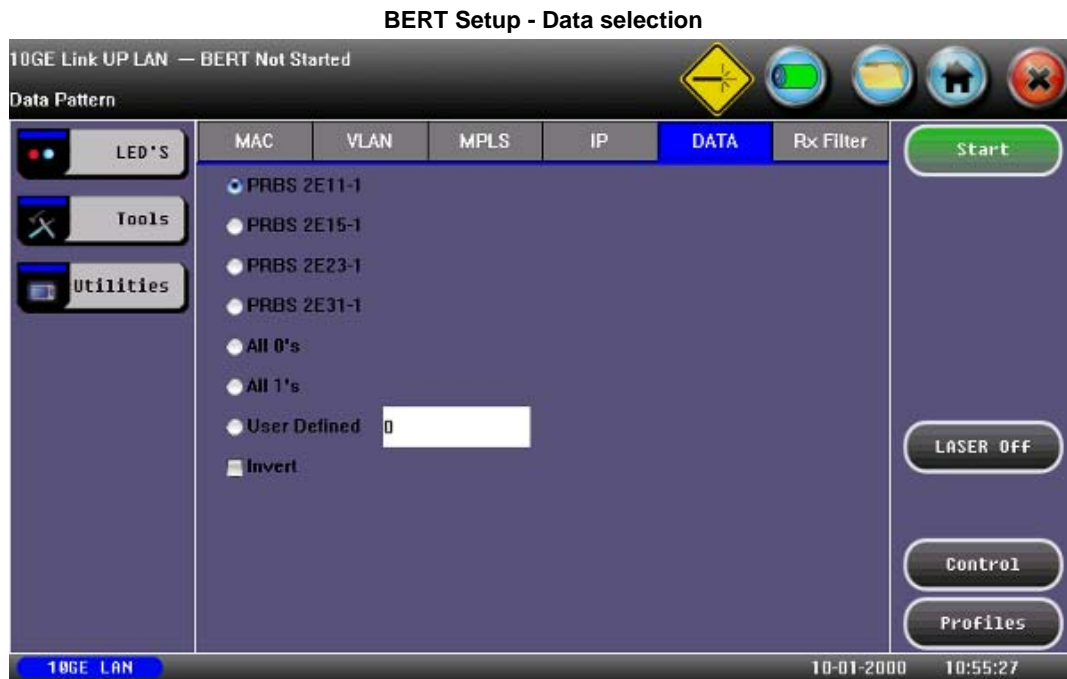 BERT Setup - Data selection
10GE Link UP LAN — BERT Not Started
Data Pattern
LED'S
Tools
Utilities
MAC VLAN MPLS IP DATA Rx Filter
PRBS 2E11-1
PRBS 2E15-1
PRBS 2E23-1
PRBS 2E31-1
All 0's
All 1's
User Defined 0
Invert
Start
LASER Off
Control
Profiles
10GE LAN 10-01-2000 10:55:27